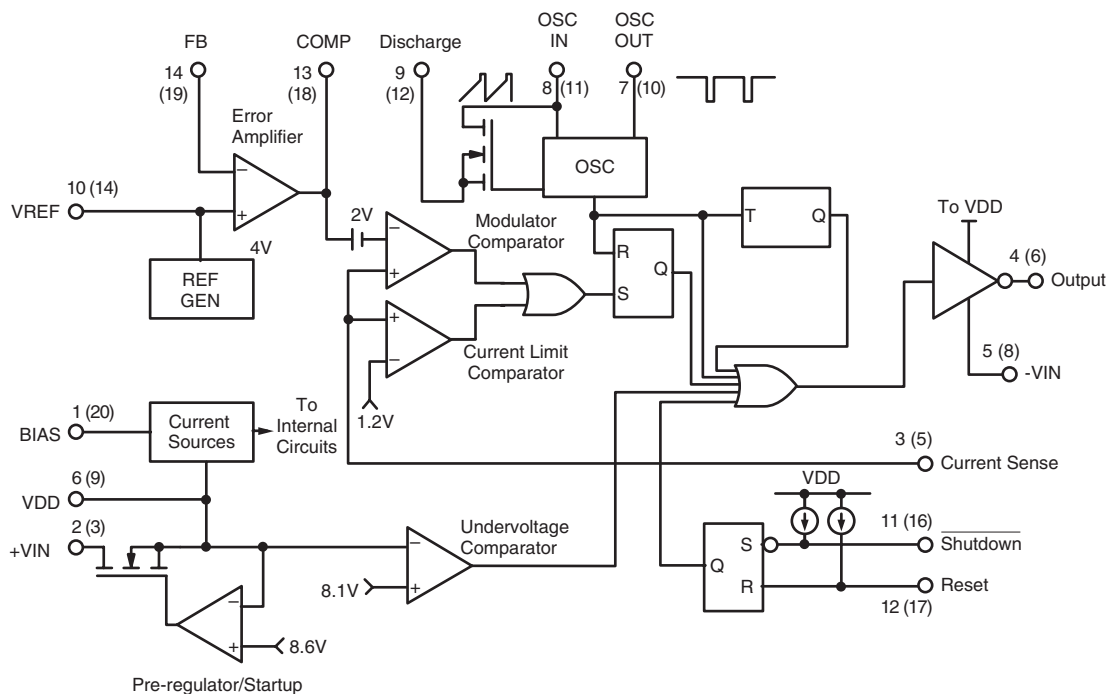 FB
14
(19)
COMP
13
(18)
Discharge
9
(12)
OSC
IN
8 (11)
OSC
OUT
7 (10)
Error
Amplifier
−
+
OSC
10 (14)
VREF
4V
REF
GEN
2V
−
+
Modulator
Comparator
R
Q
S
T
Q
To VDD
4 (6)
Output
+
−
Current Limit
Comparator
1.2V
5 (8)
-VIN
1 (20)
BIAS
Current
Sources
To
Internal
Circuits
3 (5)
Current Sense
6 (9)
VDD
2 (3)
+VIN
Undervoltage
Comparator
−
+
8.1V
VDD
11 (16)
Shutdown
S
Q
R
Reset
12 (17)
−
+
8.6V
Pre-regulator/Startup